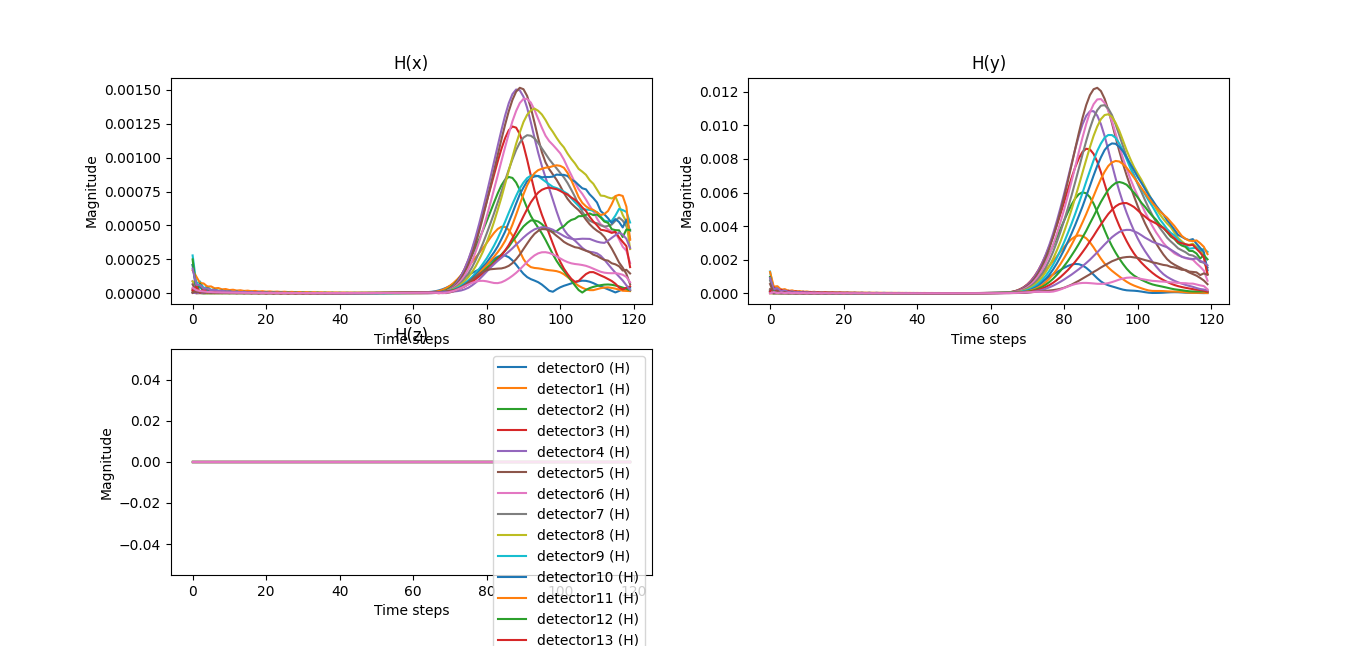 H(x)
0.00150
0.00125
0.00100
0.00075
0.00050
0.00025
0.00000
Magnitude
0 20 40 60 80 100 120
Time steps
H(y)
0.012
0.010
0.008
0.006
0.004
0.002
0.000
Magnitude
0 20 40 60 80 100 120
Time steps
H(z)
0.04
0.02
0.00
−0.02
−0.04
Magnitude
0 20 40 60 80 100 120
Time steps
detector0 (H)
detector1 (H)
detector2 (H)
detector3 (H)
detector4 (H)
detector5 (H)
detector6 (H)
detector7 (H)
detector8 (H)
detector9 (H)
detector10 (H)
detector11 (H)
detector12 (H)
detector13 (H)